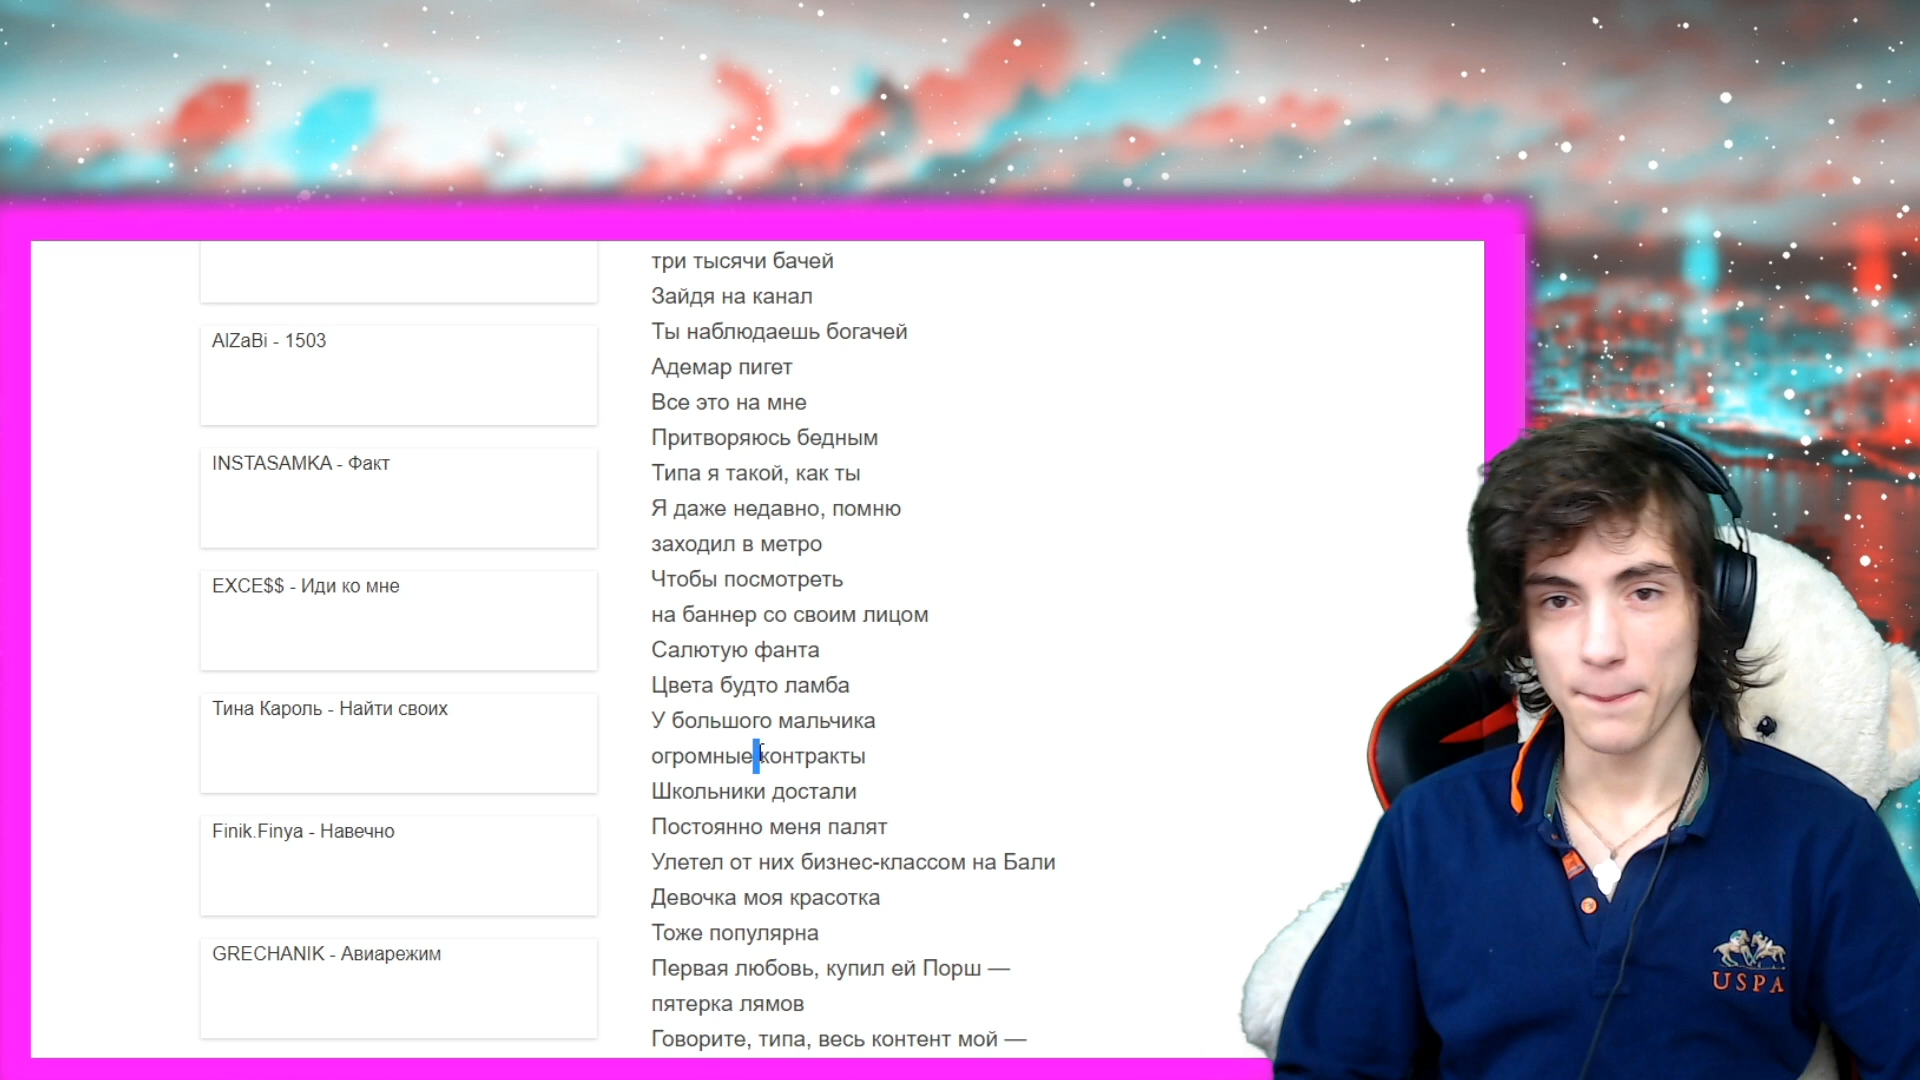 AlZaBi - 1503
INSTASAMKA - Факт
EXCE$$ - Иди ко мне
Тина Кароль - Найти своих
Finik.Finya - Навечно
GRECHANIK - Авиарежим
три тысячи бачей
Зайдя на канал
Ты наблюдаешь богачей
Адемар пигет
Все это на мне
Притворяюсь бедным
Типа я такой, как ты
Я даже недавно, помню
заходил в метро
Чтобы посмотреть
на баннер со своим лицом
Салютую фанта
Цвета будто ламба
У большого мальчика
огромные контракты
Школьники достали
Постоянно меня палят
Улетел от них бизнес-классом на Бали
Девочка моя красотка
Тоже популярна
Первая любовь, купил ей Порш —
пятерка лямов
Говорите, типа, весь контент мой —
USPA